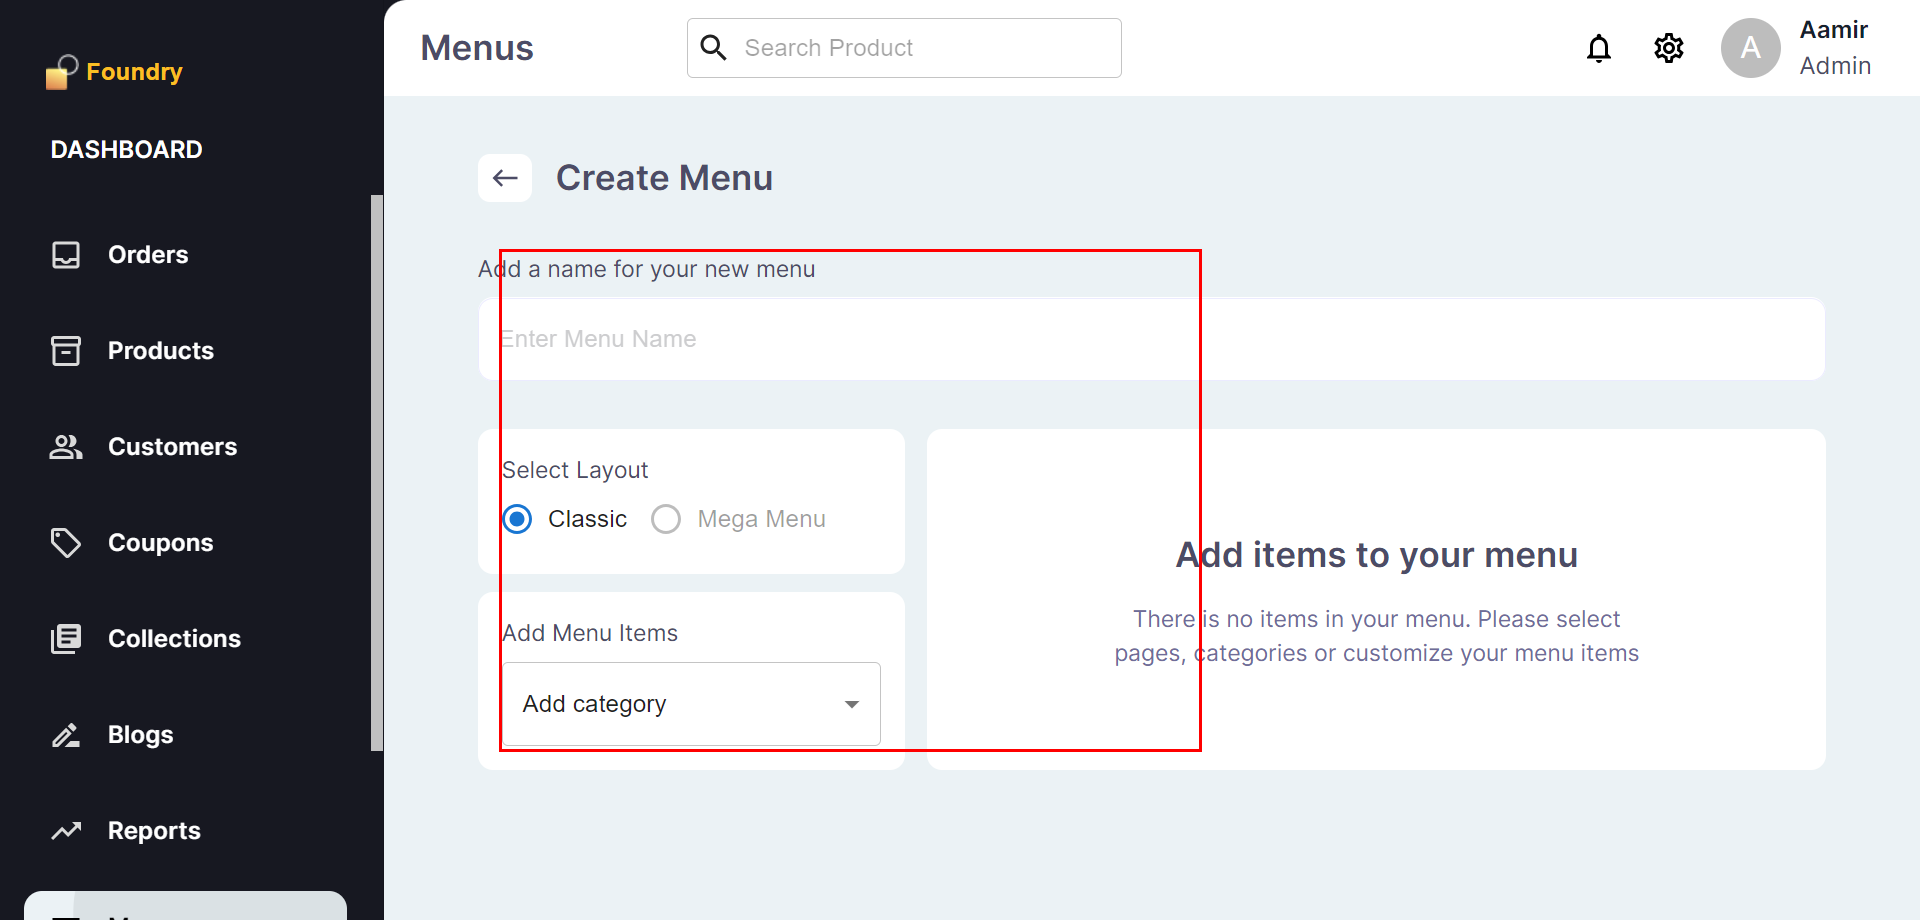 Foundry
DASHBOARD
Orders
Products
Customers
Coupons
Collections
Blogs
Reports
Menus
Search Product
A
Aamir
Admin
Create Menu
Add a name for your new menu
Enter Menu Name
Select Layout
Classic
Mega Menu
Add Menu Items
Add category
Add items to your menu
There is no items in your menu. Please select
pages, categories or customize your menu items